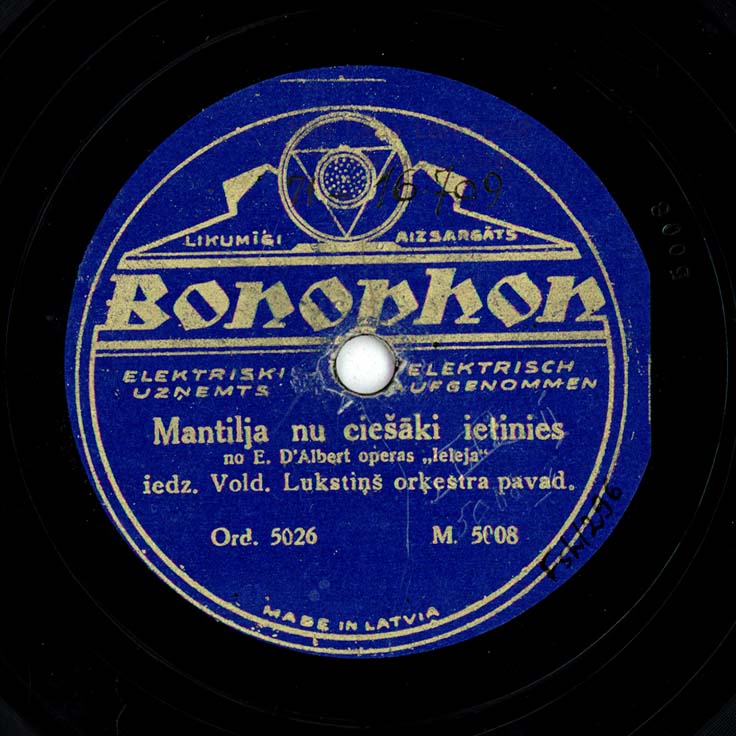 16709
LIKUMĪGI AIZSARGĀTS
Bonophon
ELEKTRISKI ELEKTRISCH
UZŅEMTS AUFGENOMMEN
Mantilja nu ciešāki ietinies
no E. D'Albert operas „Ieleja“
iedz. Vold. Lukstiņš orķestra pavad.
Ord. 5026 M. 5008
MADE IN LATVIA
5008